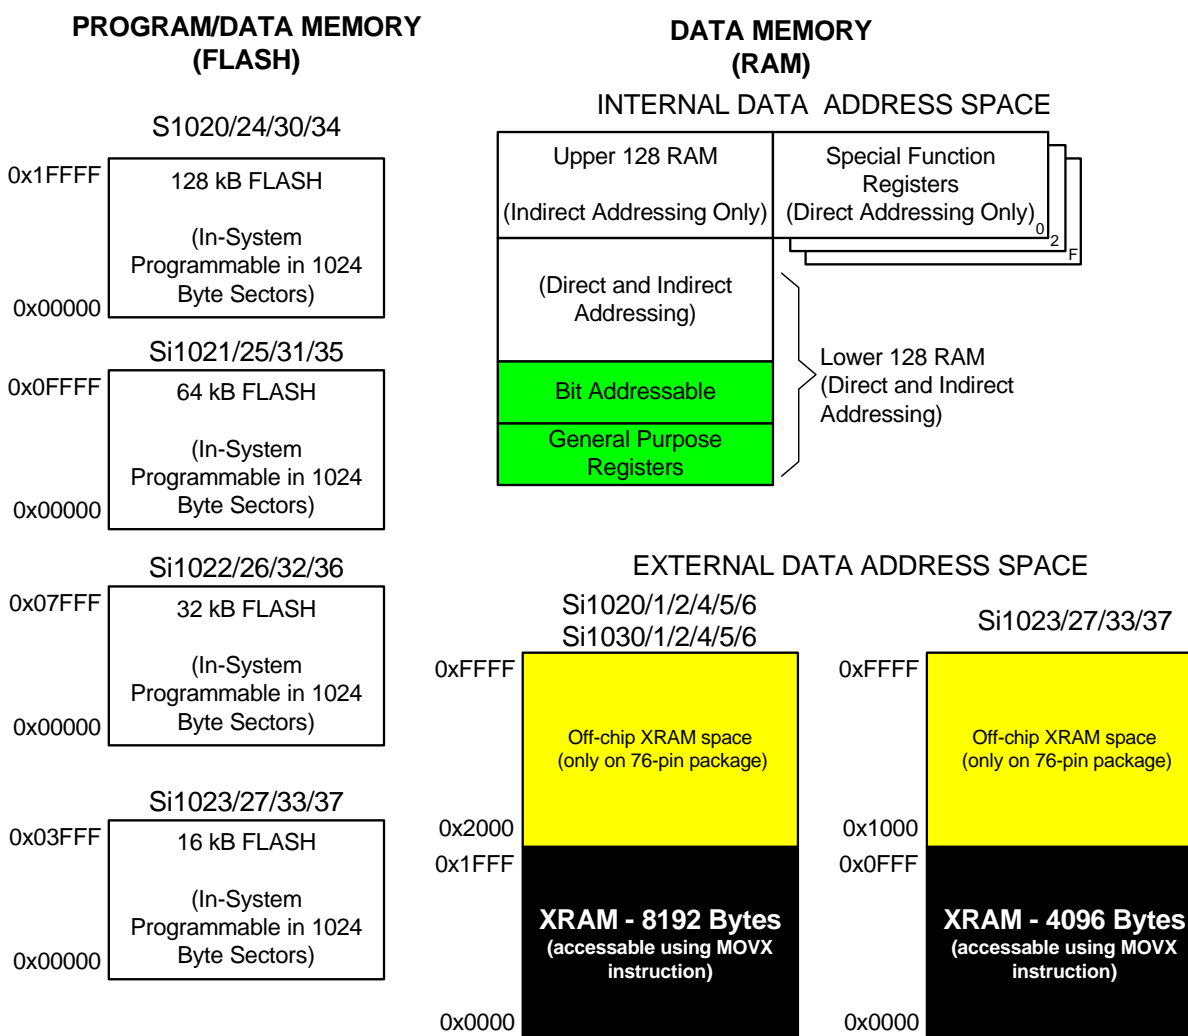 PROGRAM/DATA MEMORY
(FLASH)
S1020/24/30/34
0x1FFFF
128 kB FLASH
(In-System
Programmable in 1024
Byte Sectors)
0x00000
Si1021/25/31/35
0x0FFFF
64 kB FLASH
(In-System
Programmable in 1024
Byte Sectors)
0x00000
Si1022/26/32/36
0x07FFF
32 kB FLASH
(In-System
Programmable in 1024
Byte Sectors)
0x00000
Si1023/27/33/37
0x03FFF
16 kB FLASH
(In-System
Programmable in 1024
Byte Sectors)
0x00000
DATA MEMORY
(RAM)
INTERNAL DATA ADDRESS SPACE
Upper 128 RAM
(Indirect Addressing Only)
Special Function
Registers
(Direct Addressing Only)
0
2
F
(Direct and Indirect
Addressing)
Bit Addressable
General Purpose
Registers
Lower 128 RAM
(Direct and Indirect
Addressing)
EXTERNAL DATA ADDRESS SPACE
Si1020/1/2/4/5/6
Si1030/1/2/4/5/6
0xFFFF
Off-chip XRAM space
(only on 76-pin package)
0x2000
0x1FFF
XRAM - 8192 Bytes
(accessable using MOVX
instruction)
0x0000
Si1023/27/33/37
0xFFFF
Off-chip XRAM space
(only on 76-pin package)
0x1000
0x0FFF
XRAM - 4096 Bytes
(accessable using MOVX
instruction)
0x0000